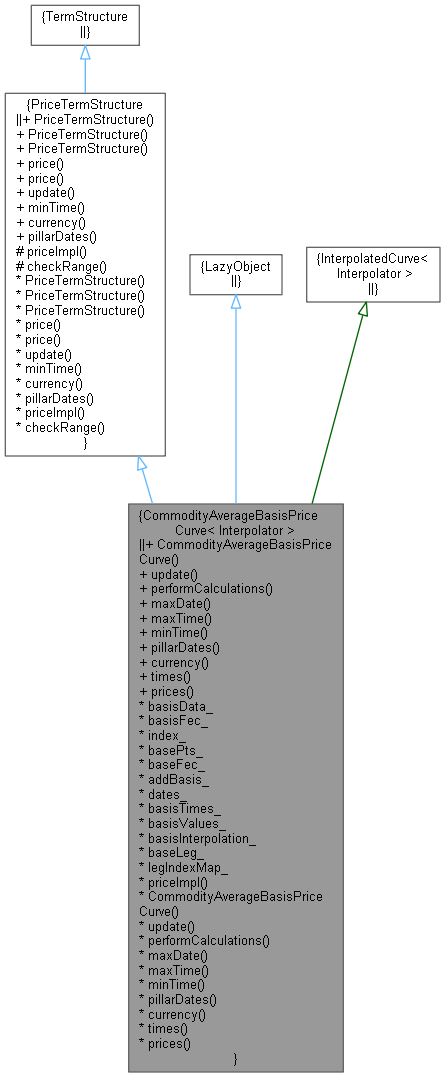 {TermStructure
||}
{PriceTermStructure
||+ PriceTermStructure()
+ PriceTermStructure()
+ PriceTermStructure()
+ price()
+ price()
+ update()
+ minTime()
+ currency()
+ pillarDates()
# priceImpl()
# checkRange()
* PriceTermStructure()
* PriceTermStructure()
* PriceTermStructure()
* price()
* price()
* update()
* minTime()
* currency()
* pillarDates()
* priceImpl()
* checkRange()
}
{LazyObject
||}
{InterpolatedCurve<
Interpolator >
||}
{CommodityAverageBasisPrice
Curve< Interpolator >
||+ CommodityAverageBasisPrice
Curve()
+ update()
+ performCalculations()
+ maxDate()
+ maxTime()
+ minTime()
+ pillarDates()
+ currency()
+ times()
+ prices()
* basisData_
* basisFec_
* index_
* basePts_
* baseFec_
* addBasis_
* dates_
* basisTimes_
* basisValues_
* basisInterpolation_
* baseLeg_
* legIndexMap_
* priceImpl()
* CommodityAverageBasisPrice
Curve()
* update()
* performCalculations()
* maxDate()
* maxTime()
* minTime()
* pillarDates()
* currency()
* times()
* prices()
}